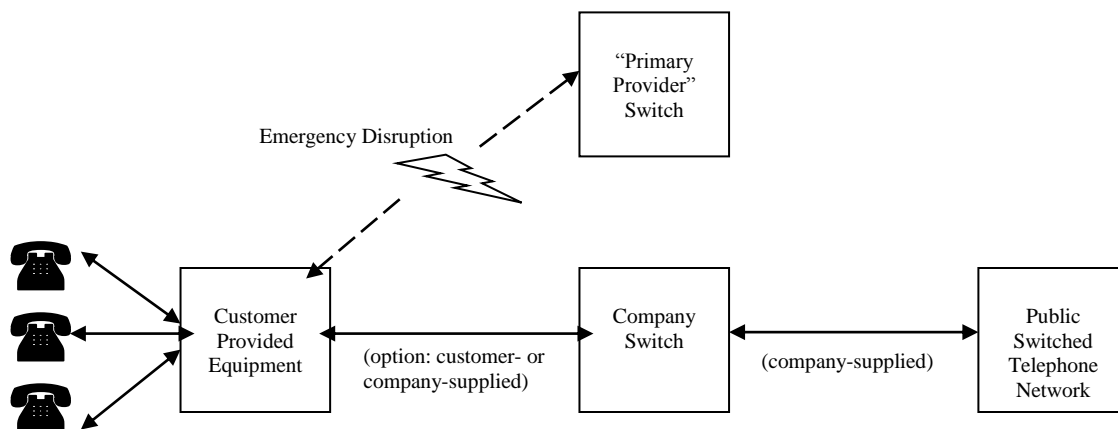 “Primary
Provider”
Switch
Emergency Disruption
Customer
Provided
Equipment
(option: customer- or
company-supplied)
Company
Switch
(company-supplied)
Public
Switched
Telephone
Network